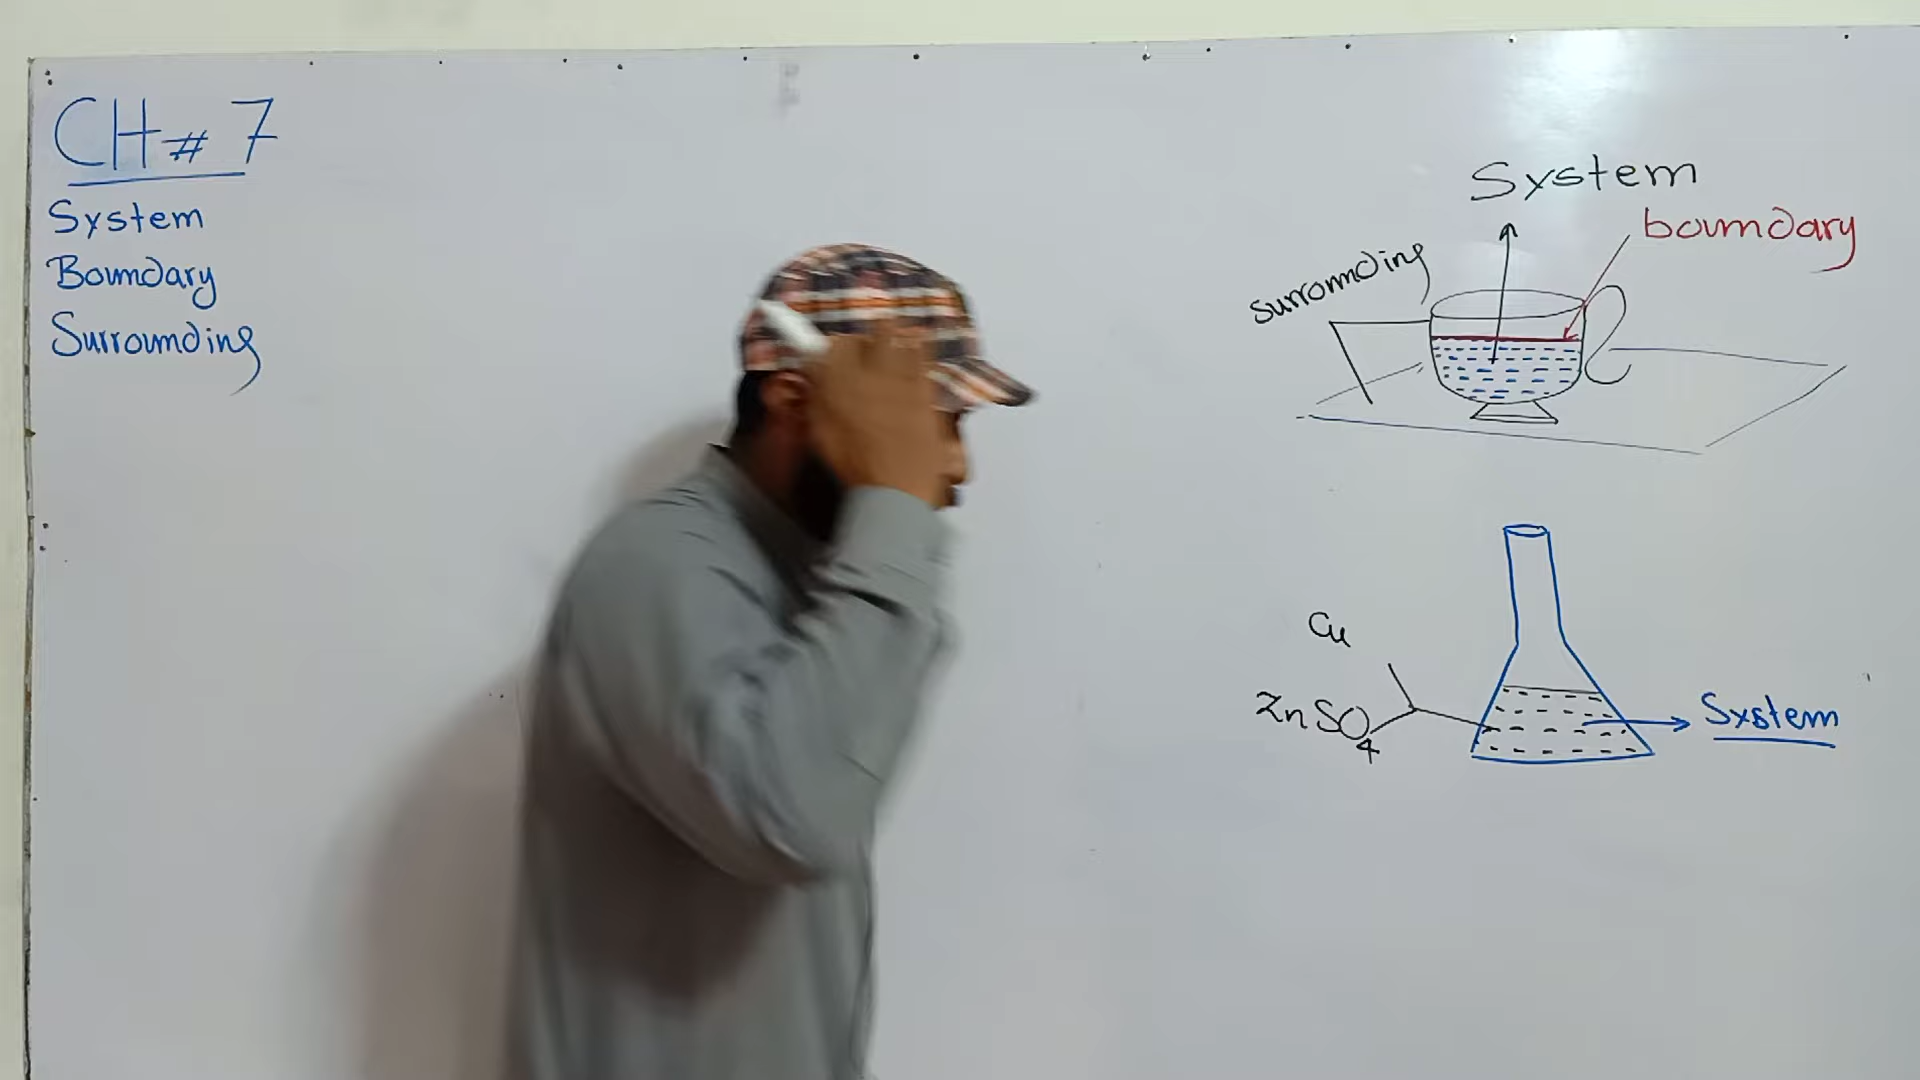 CH # 7
System
Boundary
Surrounding
System
boundary
surrounding
Cu
ZnSO4
System